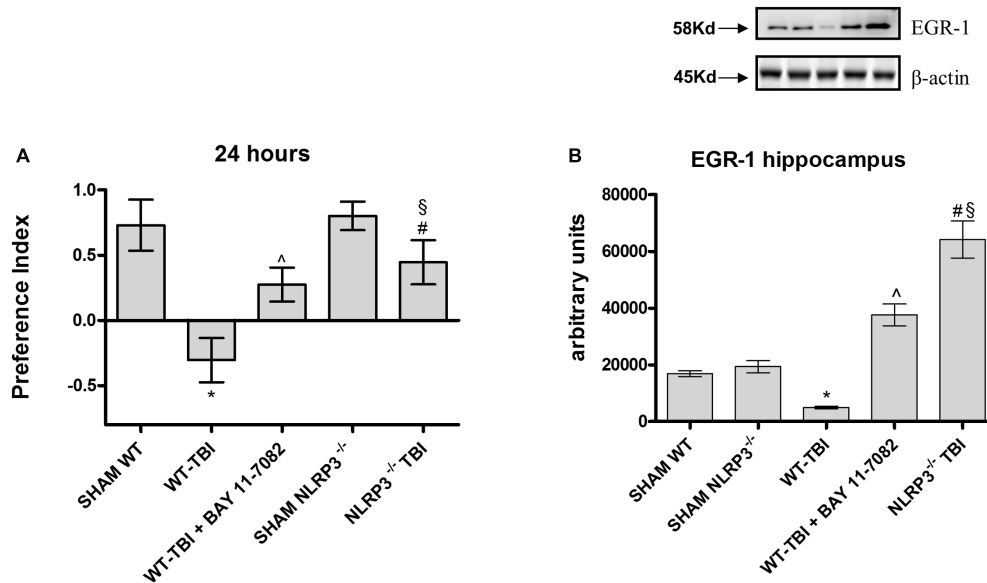 58Kd EGR-1
45Kd β-actin
A
24 hours
Preference Index
1.0
0.5
0.0
-0.5
*
^
§
#
SHAM WT
WT-TBI
WT-TBI + BAY 11-7082
SHAM NLRP3-/-
NLRP3-/- TBI
B
EGR-1 hippocampus
arbitrary units
80000
60000
40000
20000
0
*
^
#§
SHAM WT
SHAM NLRP3-/-
WT-TBI
WT-TBI + BAY 11-7082
NLRP3-/- TBI